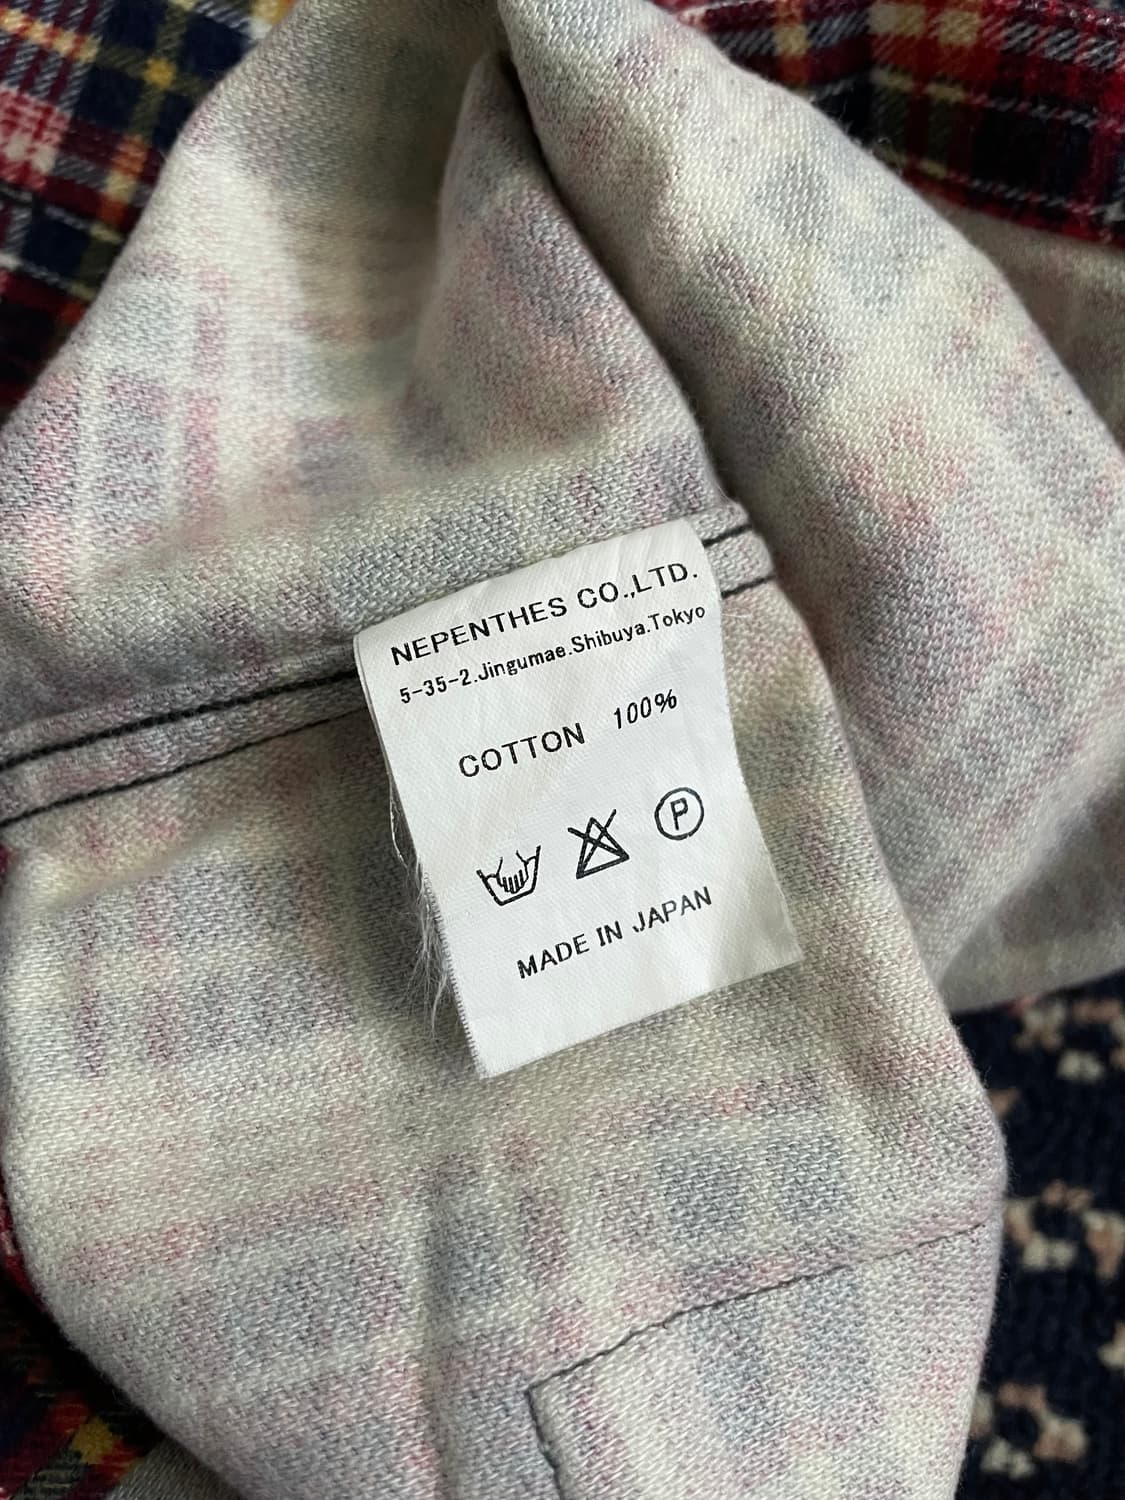 NEPENTHES CO.,LTD.
5-35-2.Jingumae.Shibuya.Tokyo
COTTON 100%
P
MADE IN JAPAN